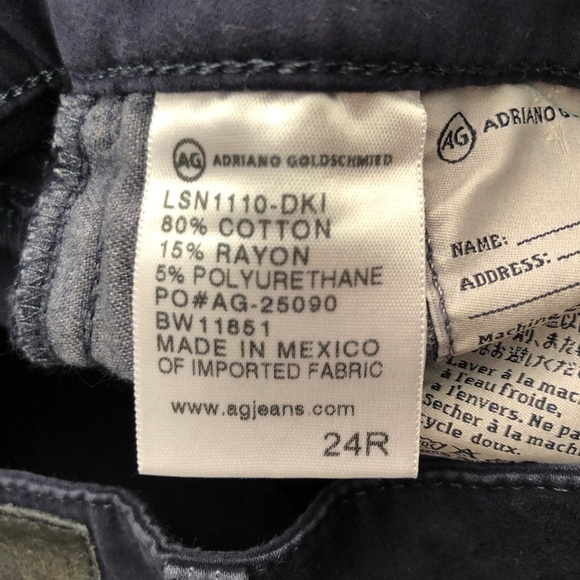 AG ADRIANO GOLDSCHMIED
LSN1110-DKI
80% COTTON
15% RAYON
5% POLYURETHANE
PO#AG-25090
BW11851
MADE IN MEXICO
OF IMPORTED FABRIC
www.agjeans.com
24R
AG ADRIANO
NAME:
ADDRESS:
Laver à la mac
à l'eau froide,
a l'envers. Ne pa
Secher à la machi
cycle doux.